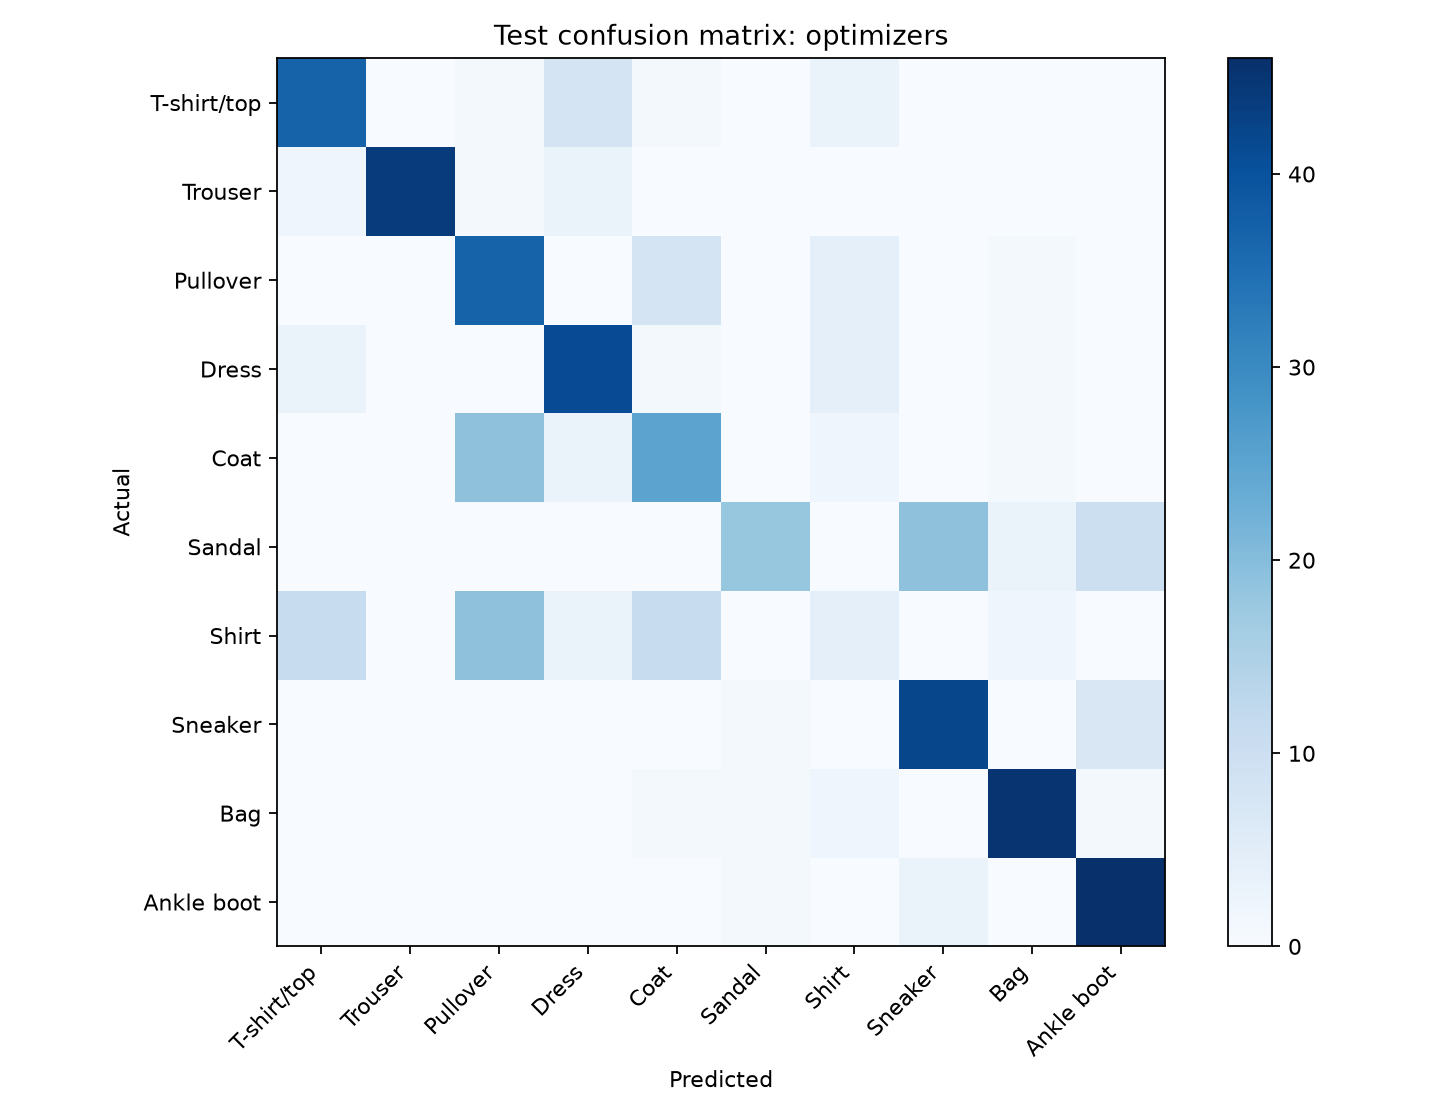 Test confusion matrix: optimizers
T-shirt/top
Trouser
Pullover
Dress
Coat
Sandal
Shirt
Sneaker
Bag
Ankle boot
Actual
T-shirt/top
Trouser
Pullover
Dress
Coat
Sandal
Shirt
Sneaker
Bag
Ankle boot
Predicted
40
30
20
10
0